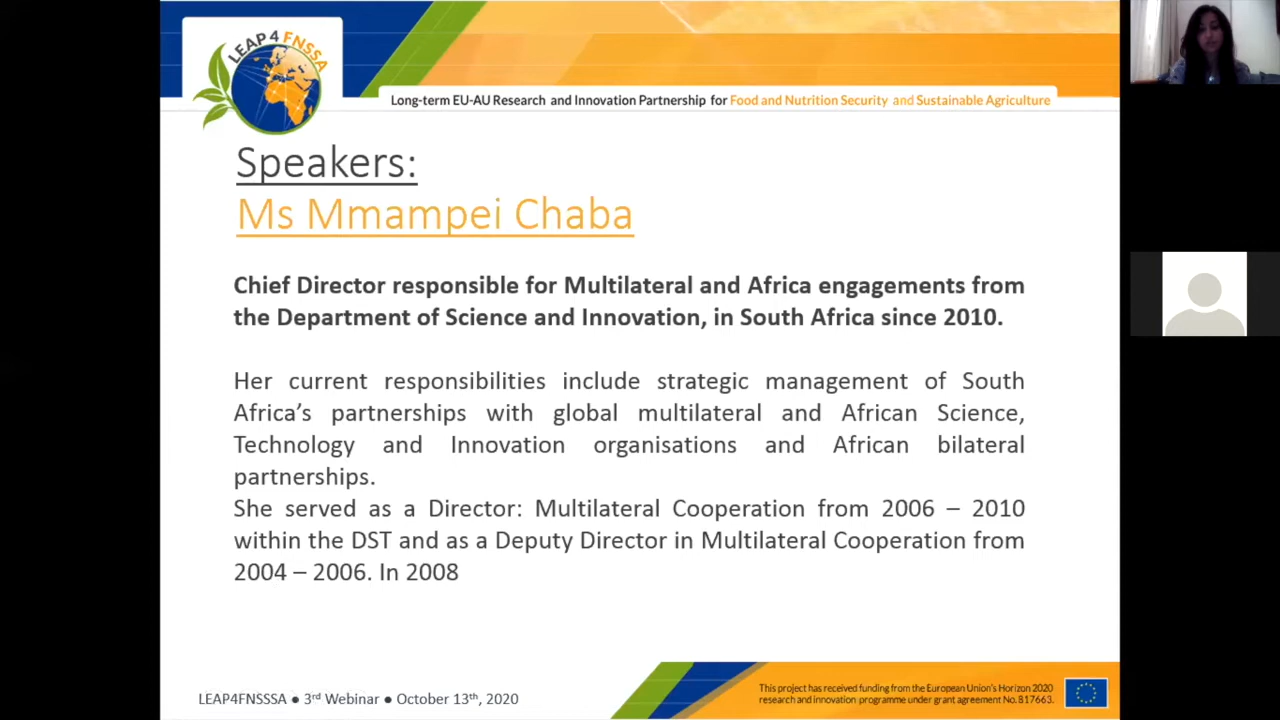 LEAP4FNSSA
Long-term EU-AU Research and Innovation Partnership for Food and Nutrition Security and Sustainable Agriculture
Speakers:
Ms Mmampei Chaba
Chief Director responsible for Multilateral and Africa engagements from
the Department of Science and Innovation, in South Africa since 2010.
Her current responsibilities include strategic management of South
Africa’s partnerships with global multilateral and African Science,
Technology and Innovation organisations and African bilateral
partnerships.
She served as a Director: Multilateral Cooperation from 2006 – 2010
within the DST and as a Deputy Director in Multilateral Cooperation from
2004 – 2006. In 2008
LEAP4FNSSSA ● 3rd Webinar ● October 13th, 2020
This project has received funding from the European Union's Horizon 2020
research and innovation programme under grant agreement No. 817663.